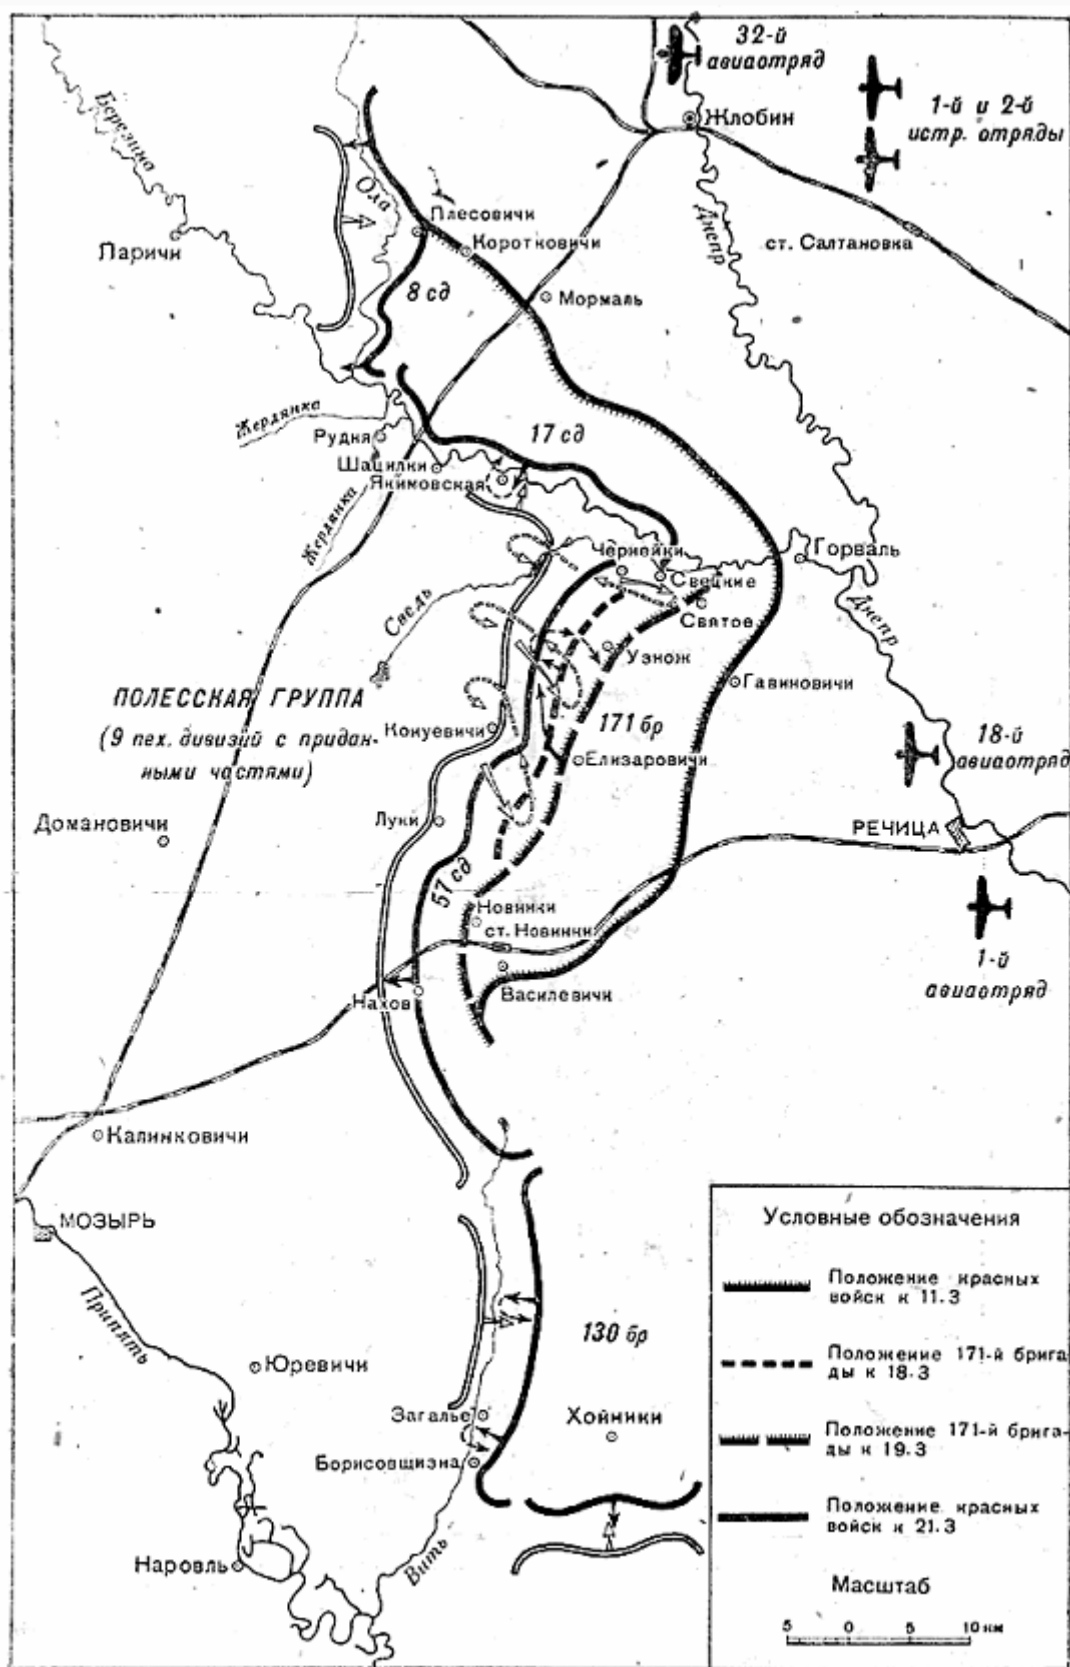 32-й
авиаотряд
1-й и 2-й
истр. отряды
Жлобин
Березина
Ола
Паричи
Плесовичи
Коротковичи
Днепр
ст. Салтановка
8 сд
Мормаль
Жердянка
Рудня
17 сд
Шацилки
Якимовская
Жердянка
Чернейки
Горваль
Свецкие
Святое
Днепр
Сведь
Узнож
Гавиновичи
ПОЛЕССКАЯ ГРУППА
(9 пех. дивизий с придан-
ными частями)
Конуевичи
171 бр
Елизаровичи
18-й
авиаотряд
Домановичи
Луки
РЕЧИЦА
57 сд
Новинки
ст. Новинки
1-й
авиаотряд
Нахов
Василевичи
Калинковичи
МОЗЫРЬ
Припять
Юревичи
130 бр
Загалье
Хойники
Борисовщизна
Наровль
Вить
Условные обозначения
Положение красных
войск к 11.3
Положение 171-й брига-
ды к 18.3
Положение 171-й брига-
ды к 19.3
Положение красных
войск к 21.3
Масштаб
5 0 5 10 км